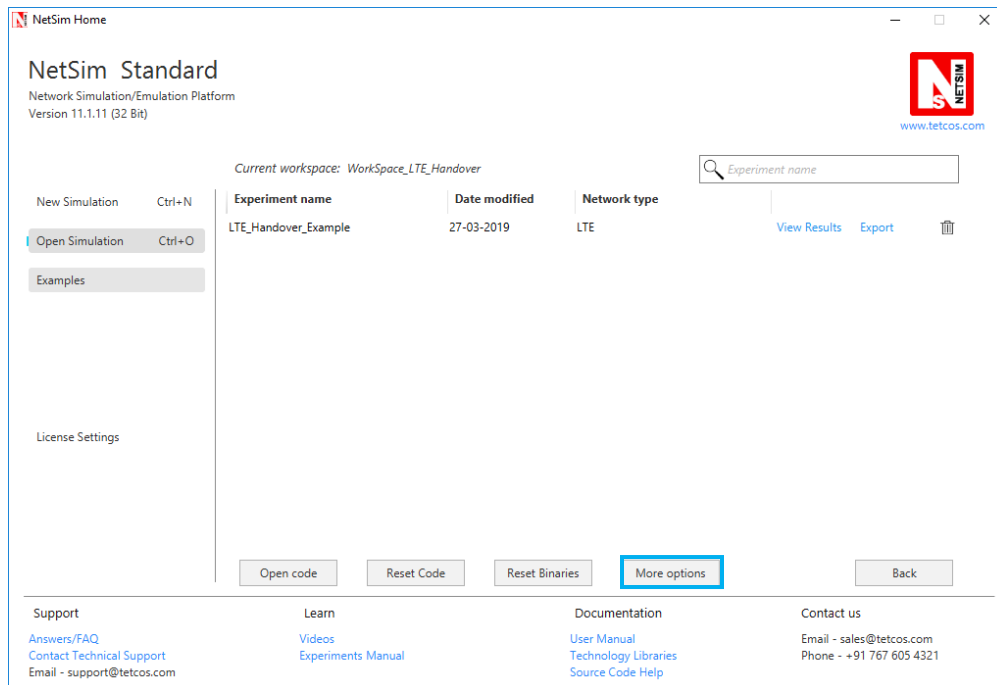 NetSim Home
NetSim Standard
Network Simulation/Emulation Platform
Version 11.1.11 (32 Bit)
NS NETSIM
www.tetcos.com
Current workspace: WorkSpace_LTE_Handover
Experiment name
New Simulation Ctrl+N
Open Simulation Ctrl+O
Examples
License Settings
Experiment name Date modified Network type
LTE_Handover_Example 27-03-2019 LTE View Results Export
Open code Reset Code Reset Binaries More options Back
Support
Answers/FAQ
Contact Technical Support
Email - support@tetcos.com
Learn
Videos
Experiments Manual
Documentation
User Manual
Technology Libraries
Source Code Help
Contact us
Email - sales@tetcos.com
Phone - +91 767 605 4321